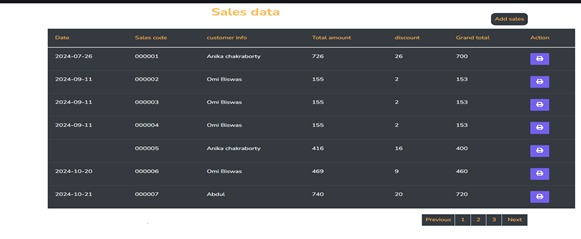 Sales data
Add sales
Date Sales code customer info Total amount discount Grand total Action
2024-07-26 000001 Anika chakraborty 726 26 700
2024-09-11 000002 Omi Biswas 155 2 153
2024-09-11 000003 Omi Biswas 155 2 153
2024-09-11 000004 Omi Biswas 155 2 153
000005 Anika chakraborty 416 16 400
2024-10-20 000006 Omi Biswas 469 9 460
2024-10-21 000007 Abdul 740 20 720
Previous 1 2 3 Next